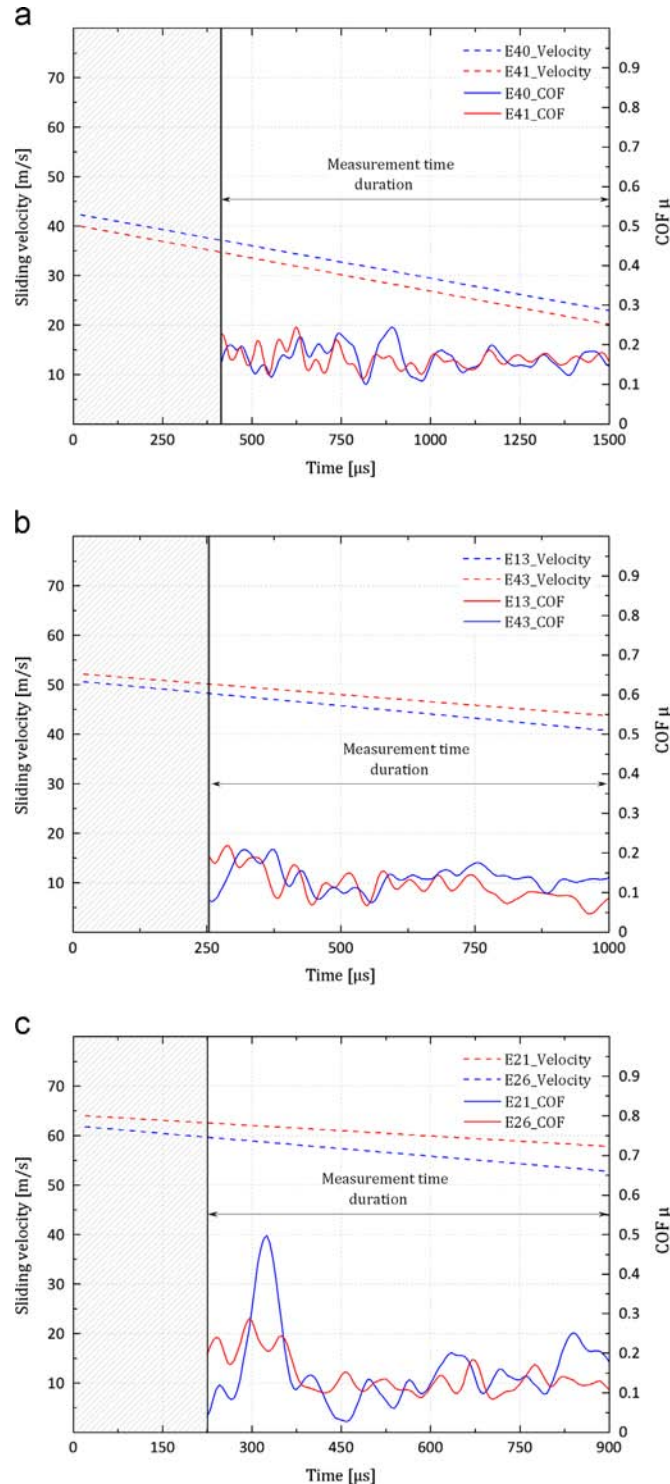 a
E40_Velocity
E41_Velocity
E40_COF
E41_COF
Measurement time
duration
Sliding velocity [m/s]
COF μ
80
70
60
50
40
30
20
10
0.9
0.8
0.7
0.6
0.5
0.4
0.3
0.2
0.1
0
0 250 500 750 1000 1250 1500
Time [μs]
b
E13_Velocity
E43_Velocity
E13_COF
E43_COF
Measurement time
duration
Sliding velocity [m/s]
COF μ
70
60
50
40
30
20
10
0.9
0.8
0.7
0.6
0.5
0.4
0.3
0.2
0.1
0
0 250 500 750 1000
Time [μs]
c
E21_Velocity
E26_Velocity
E21_COF
E26_COF
Measurement time
duration
Sliding velocity [m/s]
COF μ
70
60
50
40
30
20
10
0.9
0.8
0.7
0.6
0.5
0.4
0.3
0.2
0.1
0
0 150 300 450 600 750 900
Time [μs]